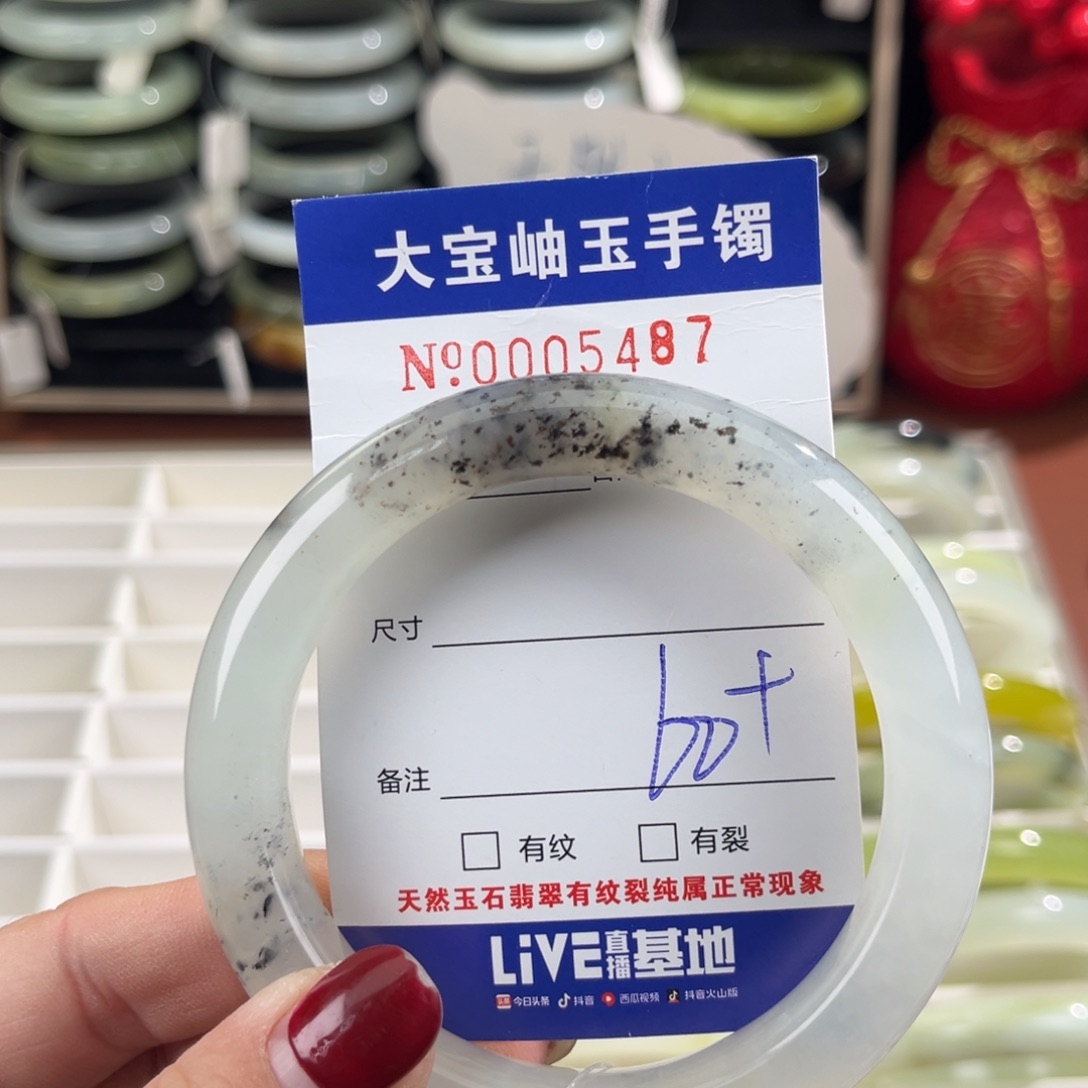 大宝岫玉手镯
Nº:0005487
尺寸
备注
有纹
有裂
天然玉石翡翠有纹裂纯属正常现象
LiVE直播基地
今日头条 抖音 西瓜视频 抖音火山版